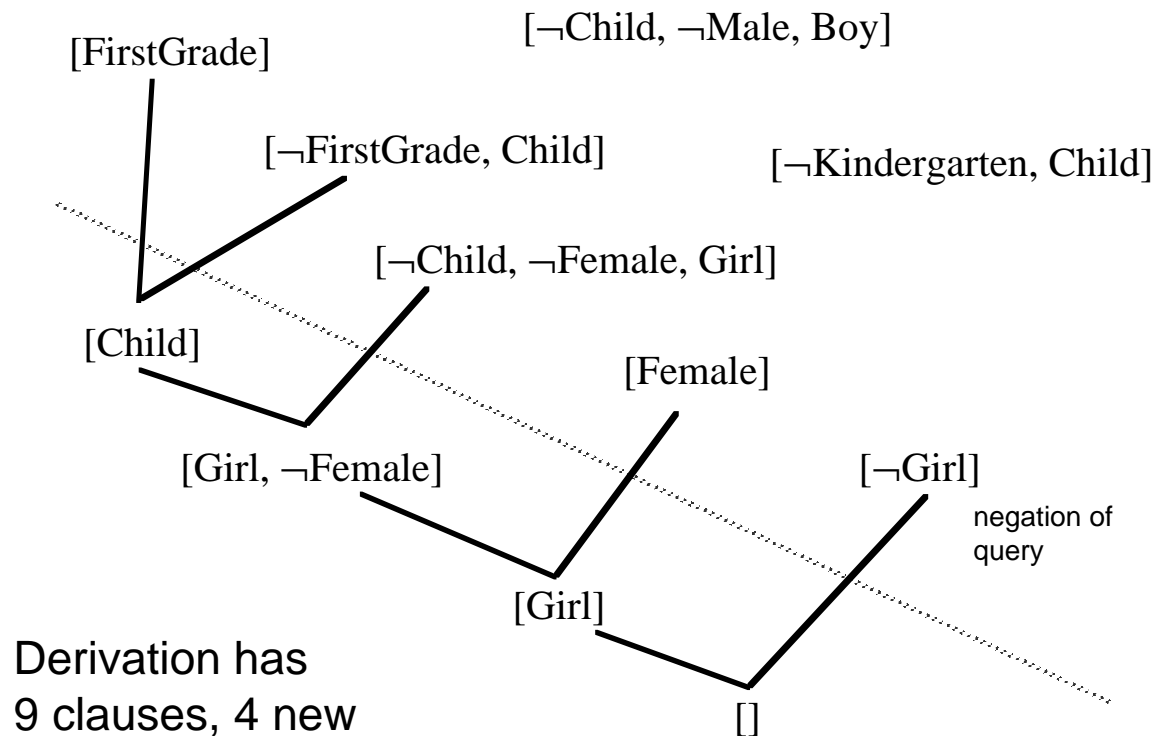 [¬Child, ¬Male, Boy]
[FirstGrade]
[¬FirstGrade, Child]
[¬Kindergarten, Child]
[¬Child, ¬Female, Girl]
[Child]
[Female]
[Girl, ¬Female]
[¬Girl]
negation of
query
[Girl]
Derivation has
9 clauses, 4 new
[]